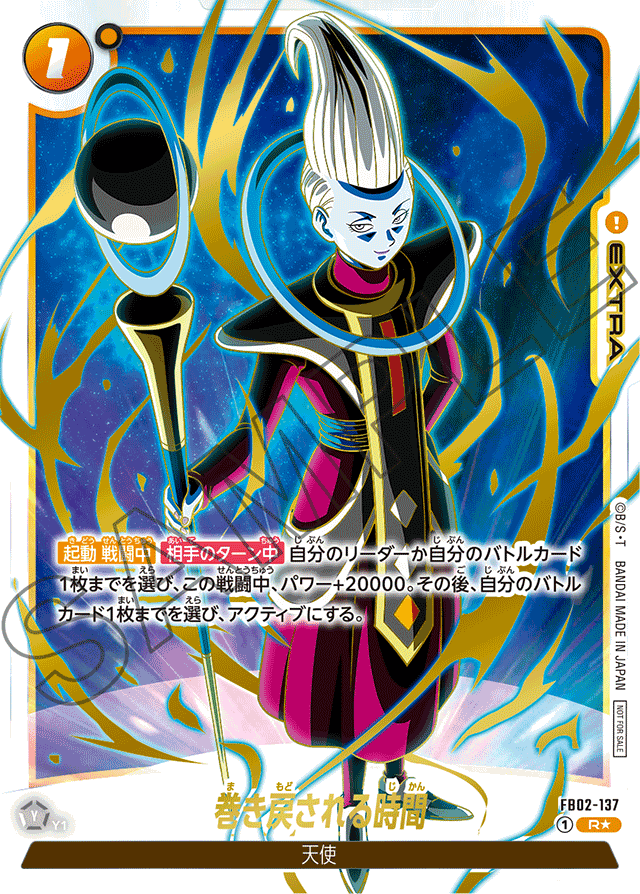 1
! EXTRA
SAMPLE
起動 戦闘中 相手のターン中 自分のリーダーか自分のバトルカード
1枚までを選び、この戦闘中、パワー+20000。その後、自分のバトル
カード1枚までを選び、アクティブにする。
©B/S・T BANDAI MADE IN JAPAN
NOT FOR SALE
巻き戻される時間
FB02-137
Y Y1
1 R★
天使